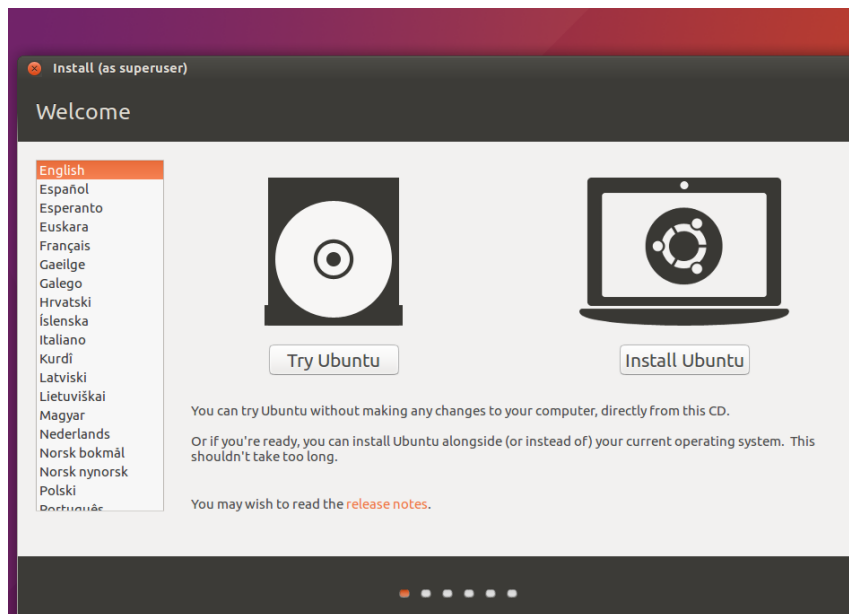 Install (as superuser)
Welcome
English
Español
Esperanto
Euskara
Français
Gaeilge
Galego
Hrvatski
Íslenska
Italiano
Kurdî
Latviski
Lietuviškai
Magyar
Nederlands
Norsk bokmål
Norsk nynorsk
Polski
Português
Try Ubuntu
Install Ubuntu
You can try Ubuntu without making any changes to your computer, directly from this CD.
Or if you're ready, you can install Ubuntu alongside (or instead of) your current operating system. This
shouldn't take too long.
You may wish to read the release notes.